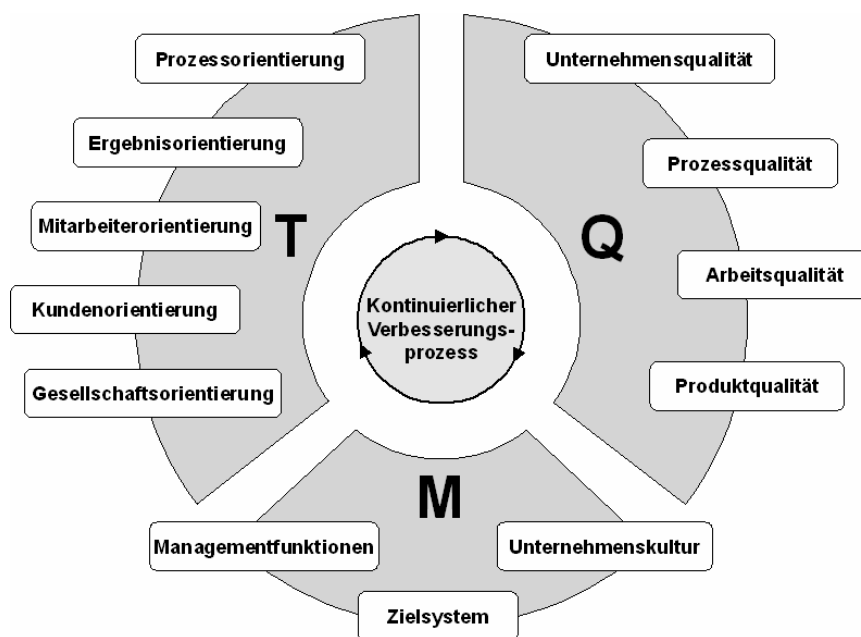 Prozessorientierung
Ergebnisorientierung
Mitarbeiterorientierung
Kundenorientierung
Gesellschaftsorientierung
T
Unternehmensqualität
Prozessqualität
Arbeitsqualität
Produktqualität
Q
Kontinuierlicher
Verbesserungs-
prozess
M
Managementfunktionen
Unternehmenskultur
Zielsystem